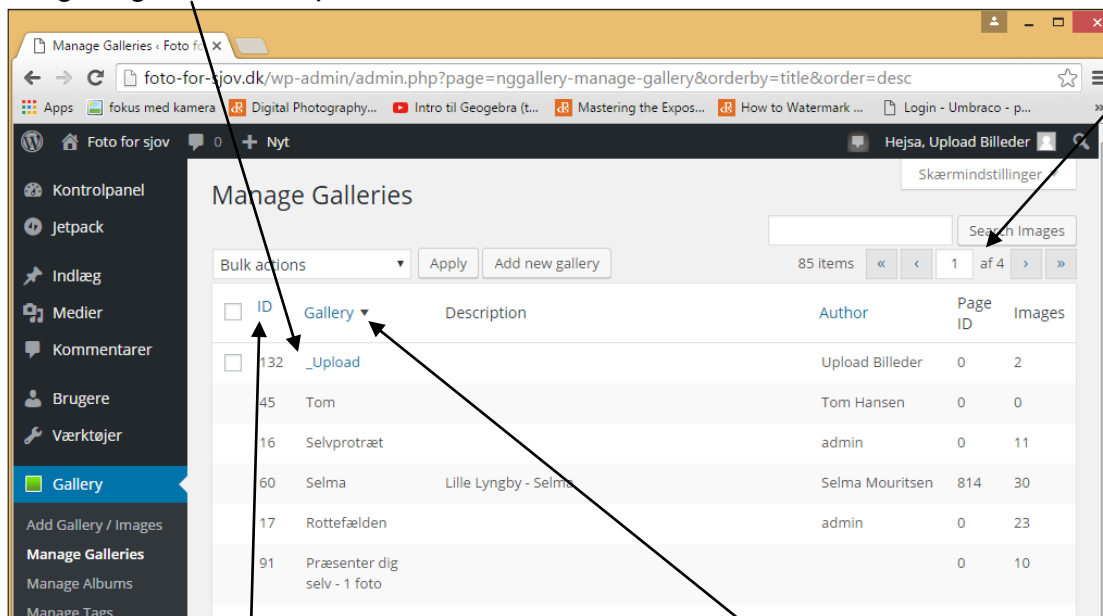 Manage Galleries ‹ Foto fo
foto-for-sjov.dk/wp-admin/admin.php?page=nggallery-manage-gallery&orderby=title&order=desc
Apps fokus med kamera Digital Photography... Intro til Geogebra (t... Mastering the Expos... How to Watermark ... Login - Umbraco - p... »
Foto for sjov 0 + Nyt Hejsa, Upload Billeder
Skærmindstillinger
Kontrolpanel
Manage Galleries
Jetpack
Search Images
Bulk actions Apply Add new gallery 85 items « ‹ 1 af 4 › »
Indlæg
Medier
ID Gallery Description Author Page ID Images
Kommentarer
132 _Upload Upload Billeder 0 2
Brugere
45 Tom Tom Hansen 0 0
Værktøjer
16 Selvprotræt admin 0 11
Gallery
60 Selma Lille Lyngby - Selma Selma Mouritsen 814 30
Add Gallery / Images
17 Rottefælden admin 0 23
Manage Galleries
91 Præsenter dig selv - 1 foto 0 10
Manage Albums
Manage Tags